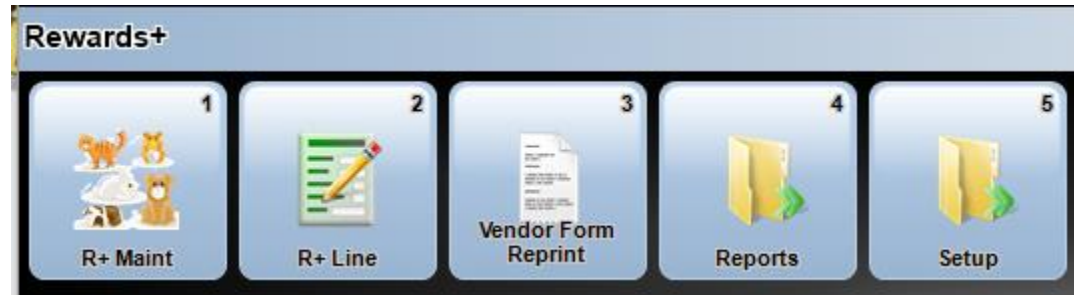 Rewards+
1
R+ Maint
2
R+ Line
3
Vendor Form
Reprint
4
Reports
5
Setup